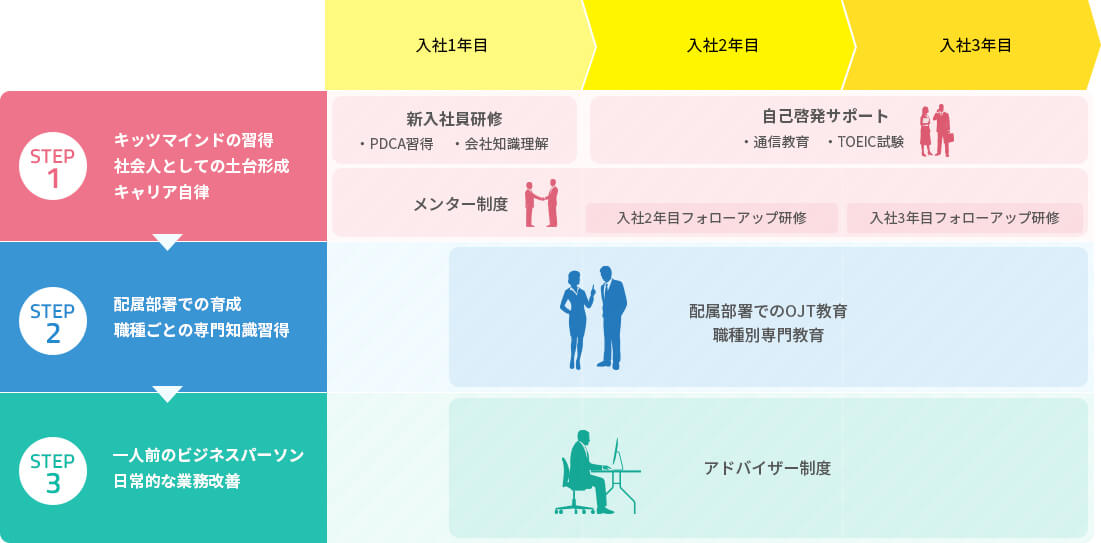 入社1年目
入社2年目
入社3年目
STEP
1
キッツマインドの習得
社会人としての土台形成
キャリア自律
新入社員研修
・PDCA習得 ・会社知識理解
自己啓発サポート
・通信教育 ・TOEIC試験
メンター制度
入社2年目フォローアップ研修
入社3年目フォローアップ研修
STEP
2
配属部署での育成
職種ごとの専門知識習得
配属部署でのOJT教育
職種別専門教育
STEP
3
一人前のビジネスパーソン
日常的な業務改善
アドバイザー制度